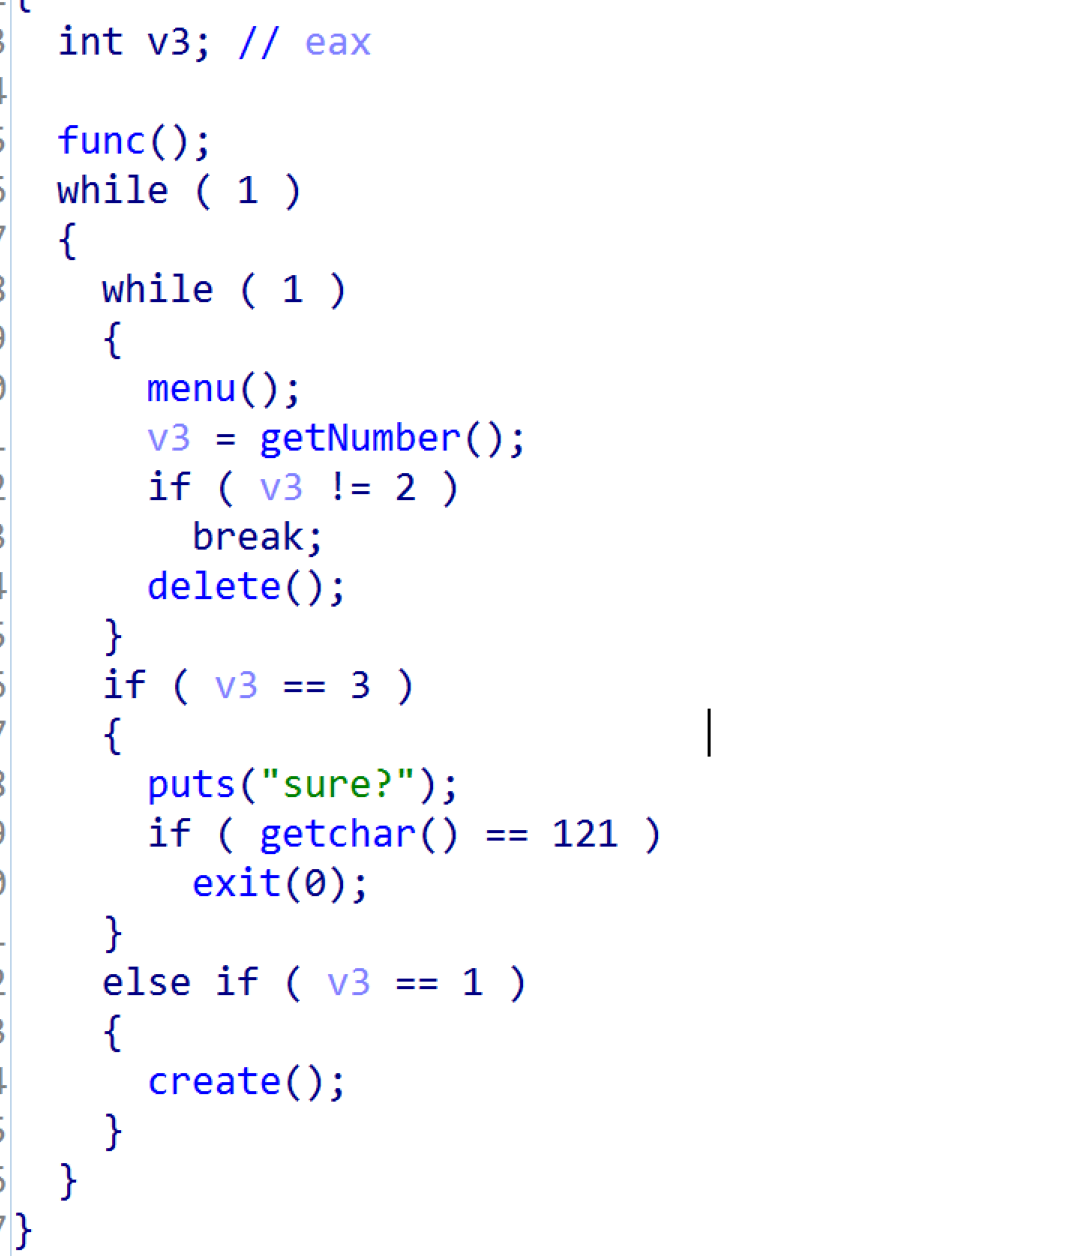 {
int v3; // eax
func();
while ( 1 )
{
while ( 1 )
{
menu();
v3 = getNumber();
if ( v3 != 2 )
break;
delete();
}
if ( v3 == 3 )
{
puts("sure?");
if ( getchar() == 121 )
exit(0);
}
else if ( v3 == 1 )
{
create();
}
}
}